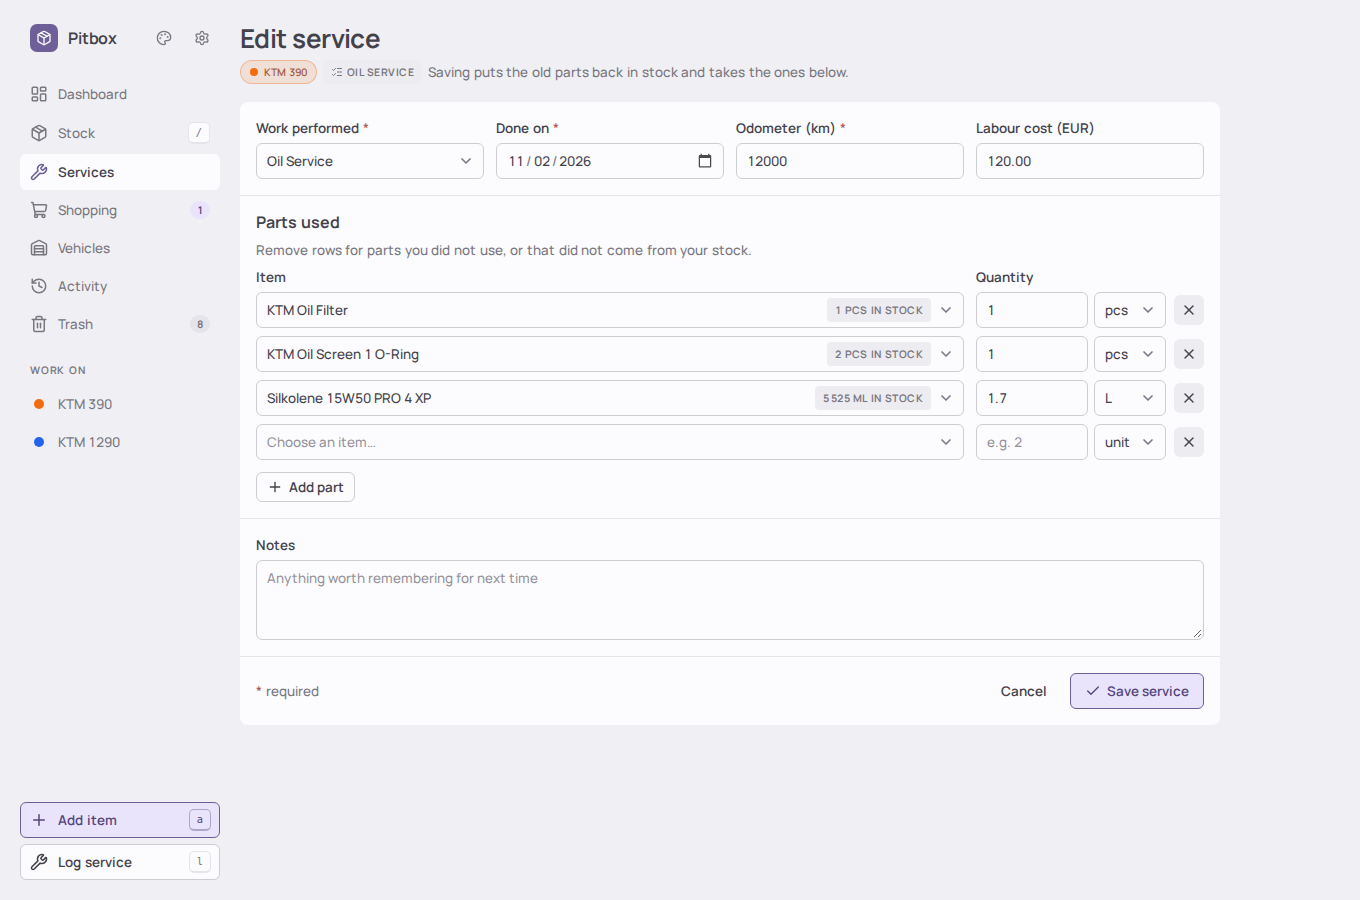 Pitbox
Dashboard
Stock /
Services
Shopping 1
Vehicles
Activity
Trash 8
WORK ON
KTM 390
KTM 1290
Add item a
Log service l
Edit service
KTM 390 OIL SERVICE Saving puts the old parts back in stock and takes the ones below.
Work performed * Done on * Odometer (km) * Labour cost (EUR)
Oil Service 11/02/2026 12000 120.00
Parts used
Remove rows for parts you did not use, or that did not come from your stock.
Item Quantity
KTM Oil Filter 1 PCS IN STOCK 1 pcs
KTM Oil Screen 1 O-Ring 2 PCS IN STOCK 1 pcs
Silkolene 15W50 PRO 4 XP 5 525 ML IN STOCK 1.7 L
Choose an item... e.g. 2 unit
Add part
Notes
Anything worth remembering for next time
* required Cancel Save service